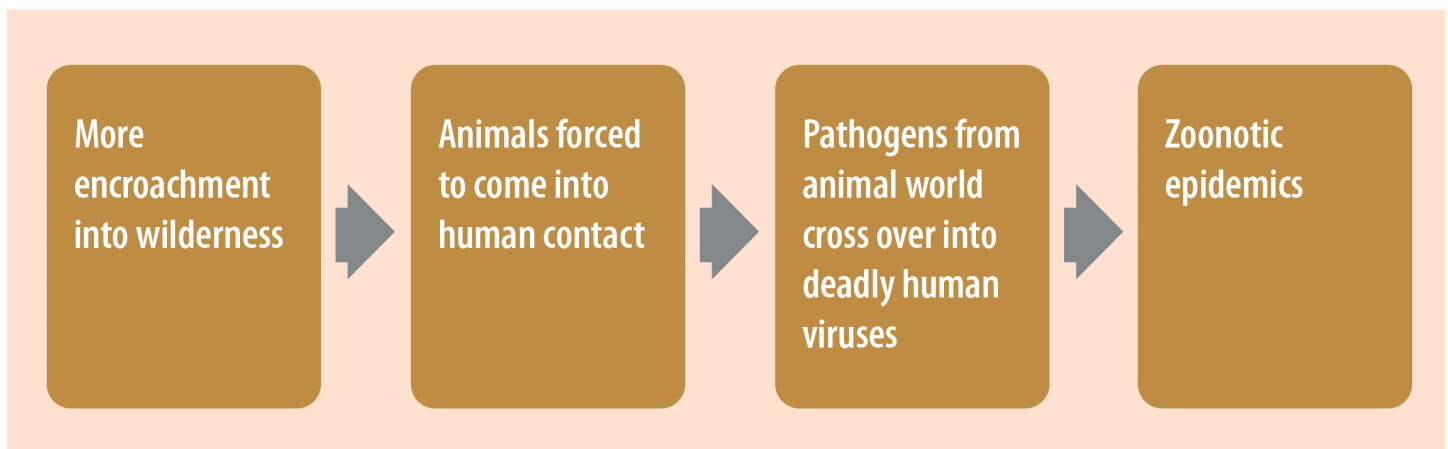 More
encroachment
into wilderness
Animals forced
to come into
human contact
Pathogens from
animal world
cross over into
deadly human
viruses
Zoonotic
epidemics